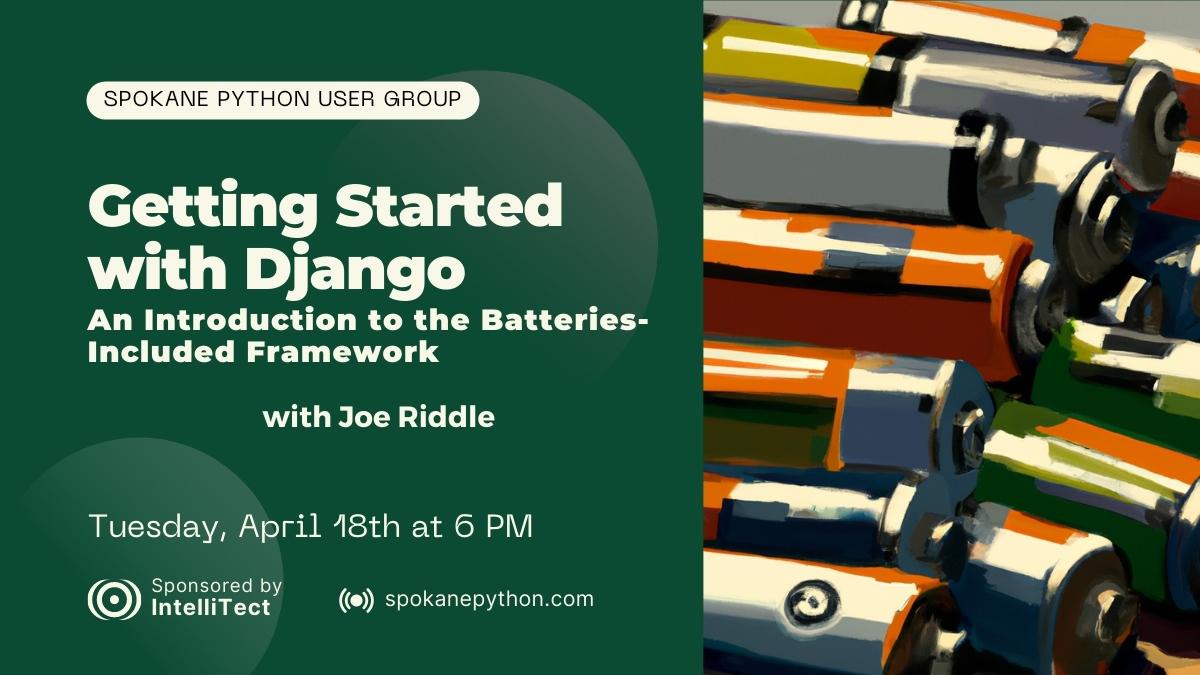 SPOKANE PYTHON USER GROUP
Getting Started
with Django
An Introduction to the Batteries-
Included Framework
with Joe Riddle
Tuesday, April 18th at 6 PM
Sponsored by
IntelliTect
spokanepython.com